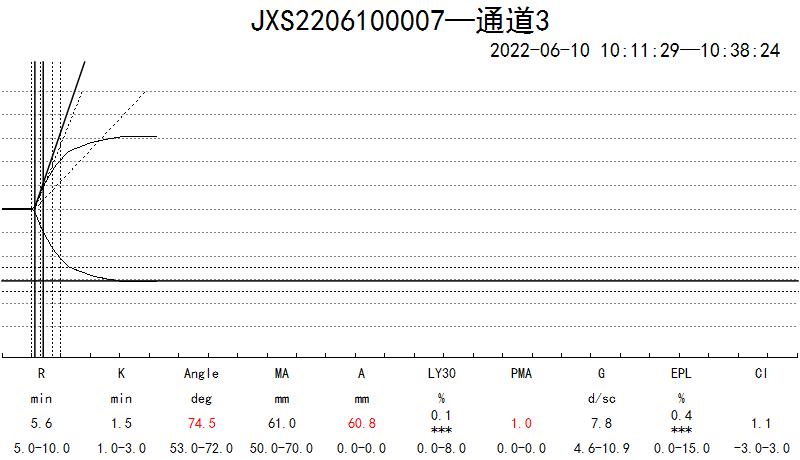 JXS2206100007—通道3
2022-06-10 10:11:29—10:38:24
R K Angle MA A LY30 PMA G EPL CI
min min deg mm mm % d/sc %
5.6 1.5 74.5 61.0 60.8 0.1 1.0 7.8 0.4 1.1
*** ***
5.0-10.0 1.0-3.0 53.0-72.0 50.0-70.0 0.0-0.0 0.0-8.0 0.0-0.0 4.6-10.9 0.0-15.0 -3.0-3.0